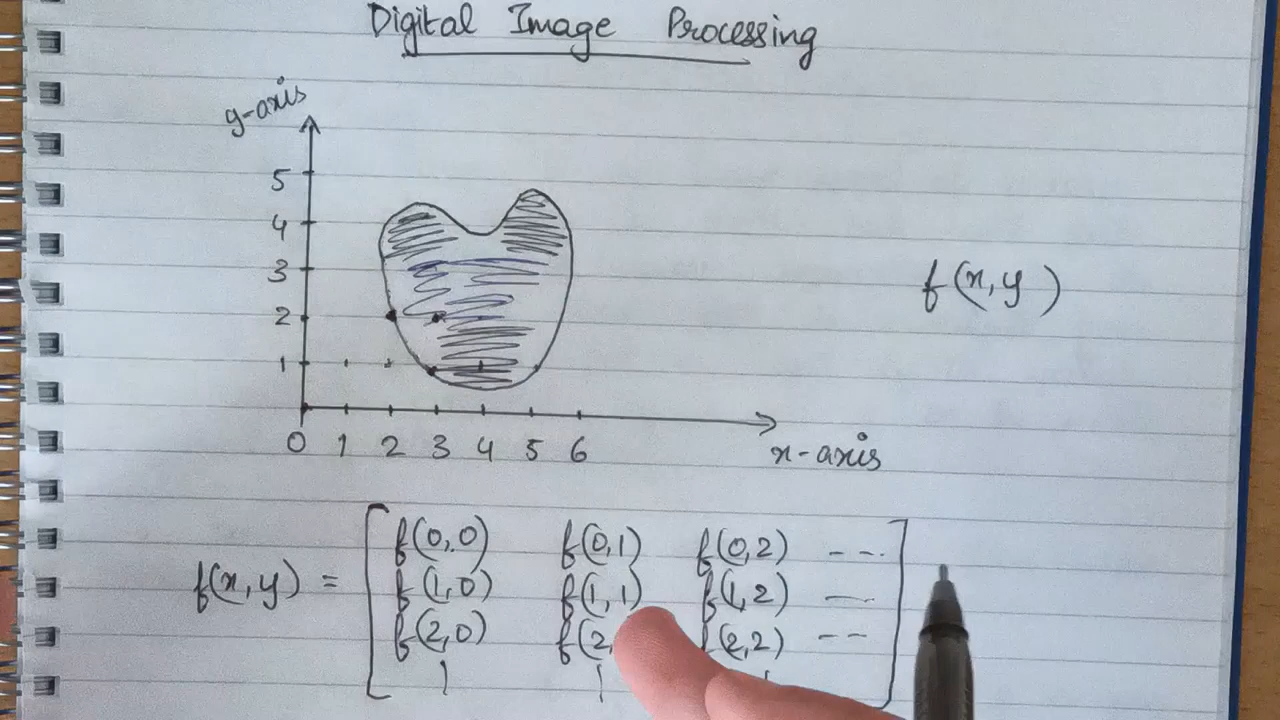 Digital Image Processing
y-axis
5
4
3
2
1
0 1 2 3 4 5 6
x-axis
f(x,y)
f(x,y) =
f(0,0) f(0,1) f(0,2) ---
f(1,0) f(1,1) f(1,2) —
f(2,0) f(2, (2,2) --